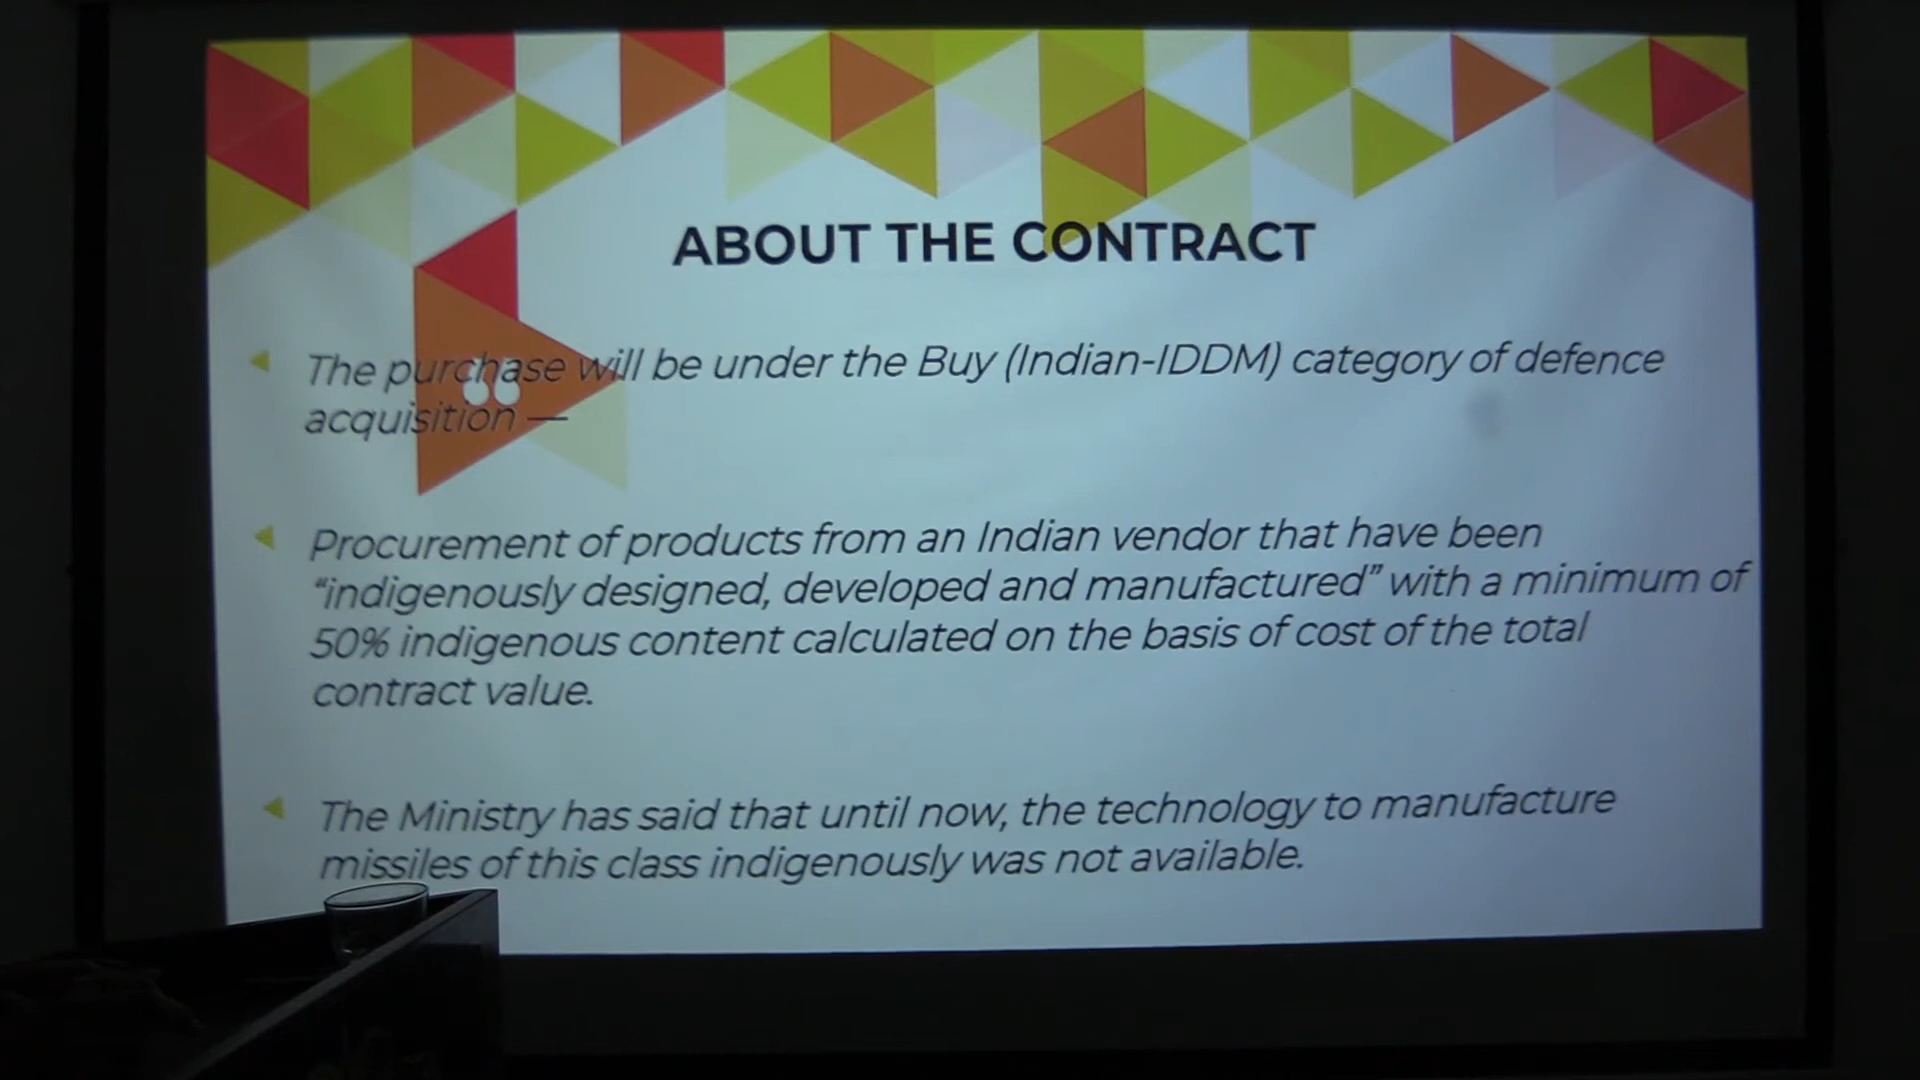 ABOUT THE CONTRACT
The purchase will be under the Buy (Indian-IDDM) category of defence
acquisition —
Procurement of products from an Indian vendor that have been
“indigenously designed, developed and manufactured” with a minimum of
50% indigenous content calculated on the basis of cost of the total
contract value.
The Ministry has said that until now, the technology to manufacture
missiles of this class indigenously was not available.